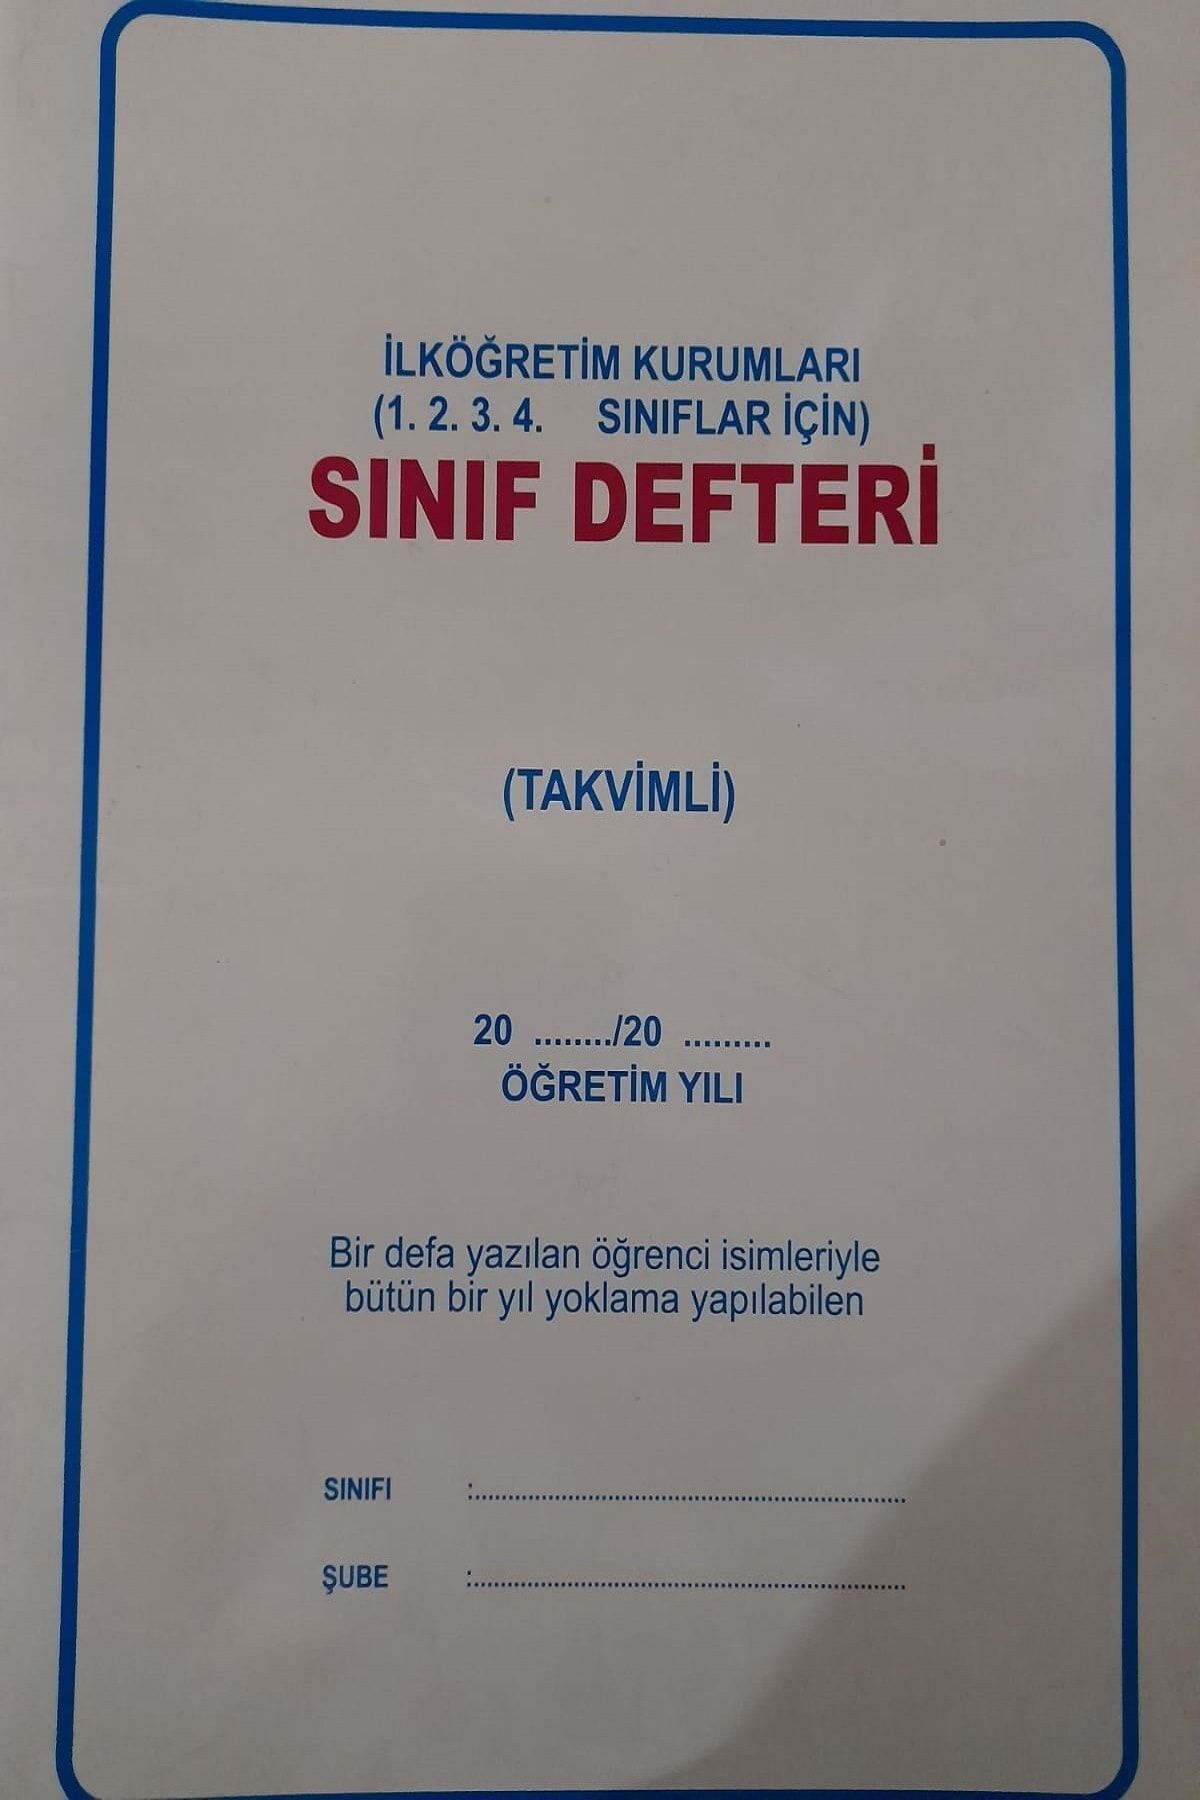 İLKÖĞRETİM KURUMLARI
(1. 2. 3. 4. SINIFLAR İÇİN)
SINIF DEFTERİ
(TAKVİMLİ)
20 ......../20 .........
ÖĞRETİM YILI
Bir defa yazılan öğrenci isimleriyle
bütün bir yıl yoklama yapılabilen
SINIFI :..................................................................
ŞUBE :..................................................................